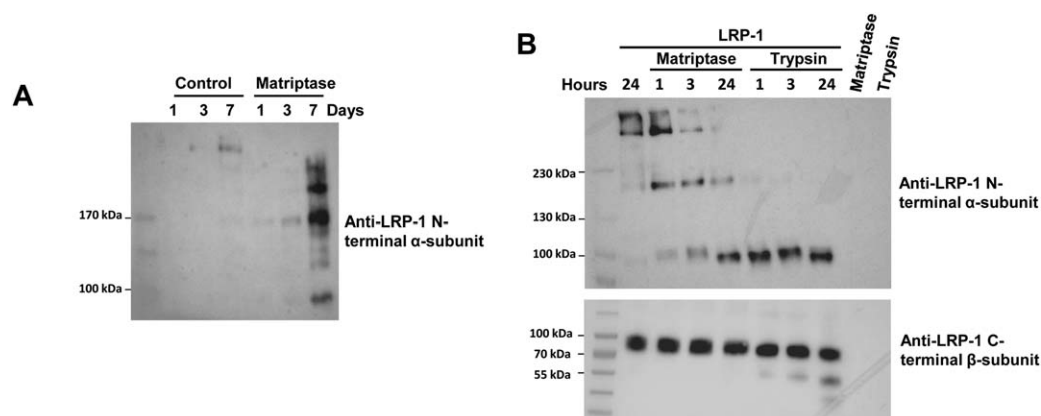 A
Control Matriptase
1 3 7 1 3 7 Days
170 kDa
100 kDa
Anti-LRP-1 N-
terminal α-subunit
B
LRP-1
Matriptase Trypsin
Matriptase
Trypsin
Hours 24 1 3 24 1 3 24
230 kDa
130 kDa
100 kDa
Anti-LRP-1 N-
terminal α-subunit
100 kDa
70 kDa
55 kDa
Anti-LRP-1 C-
terminal β-subunit